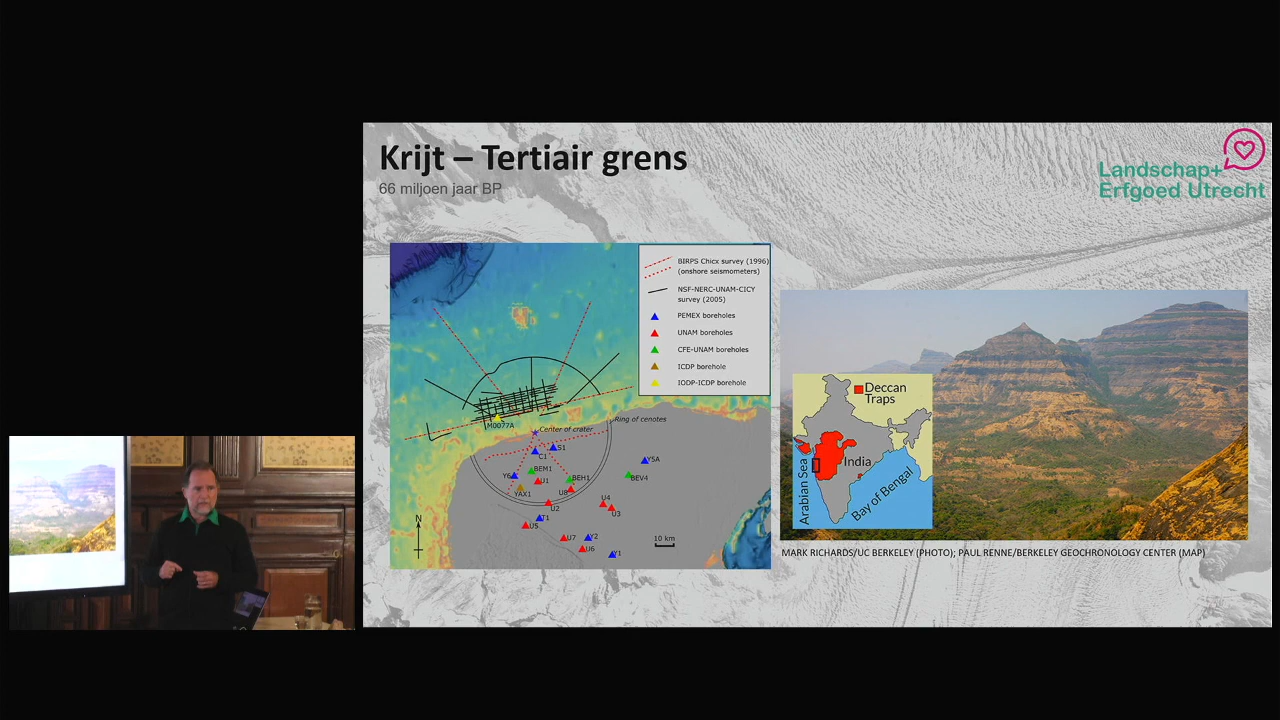 Krijt – Tertiair grens
66 miljoen jaar BP
Landschap+
Erfgoed Utrecht
BIRPS Chicx survey (1996)
(onshore seismometers)
NSF-NERC-UNAM-CICY
survey (2005)
PEMEX boreholes
UNAM boreholes
CFE-UNAM boreholes
ICDP borehole
IODP-ICDP borehole
M0077A
Center of crater
Ring of cenotes
S1
C1
Y5A
BEM1
Y6
U1
BEH1
BEV4
YAX1
U8
U4
U2
U3
T1
U5
U7
Y2
U6
Y1
N
10 km
Deccan
Traps
India
Arabian Sea
Bay of Bengal
MARK RICHARDS/UC BERKELEY (PHOTO); PAUL RENNE/BERKELEY GEOCHRONOLOGY CENTER (MAP)